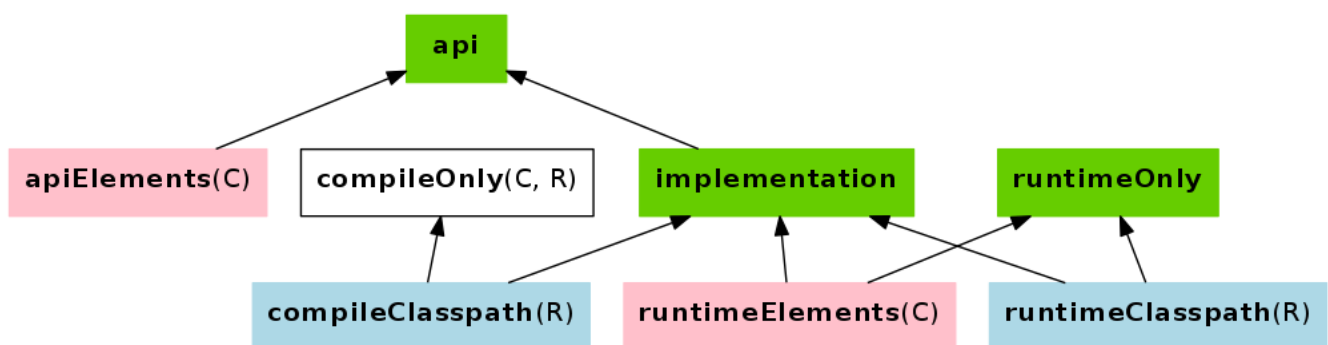 api
apiElements(C)
compileOnly(C, R)
implementation
runtimeOnly
compileClasspath(R)
runtimeElements(C)
runtimeClasspath(R)